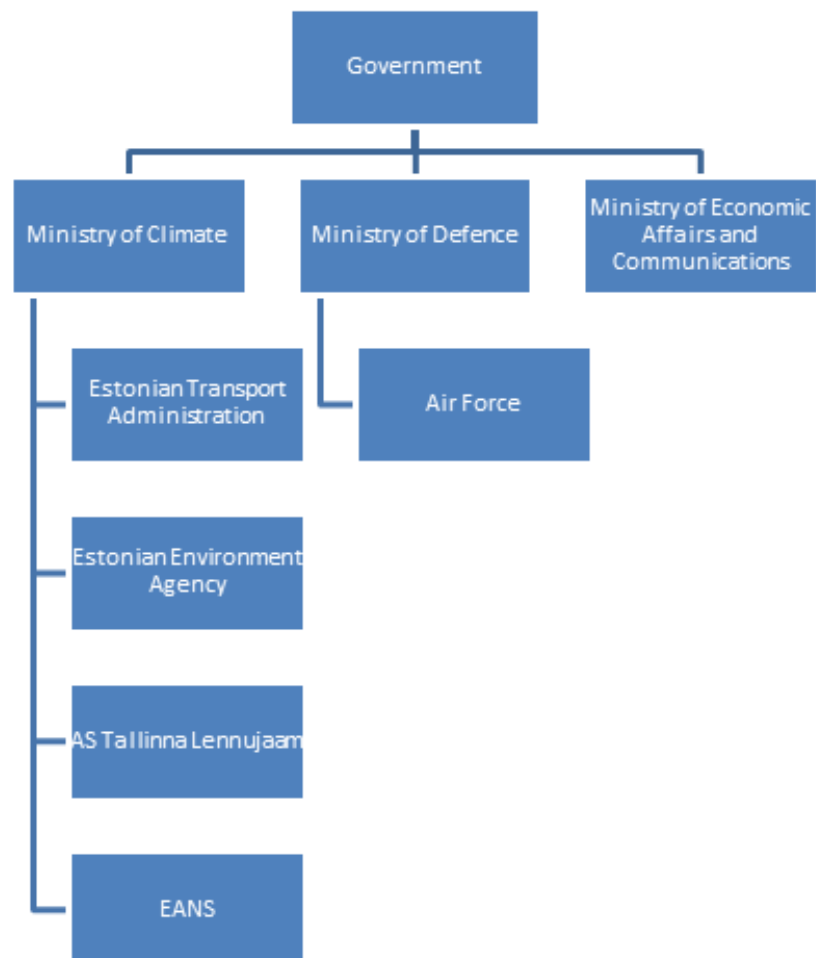 Government
Ministry of Climate
Ministry of Defence
Ministry of Economic
Affairs and
Communications
Estonian Transport
Administration
Air Force
Estonian Environment
Agency
AS Tallinna Lennujaam
EANS